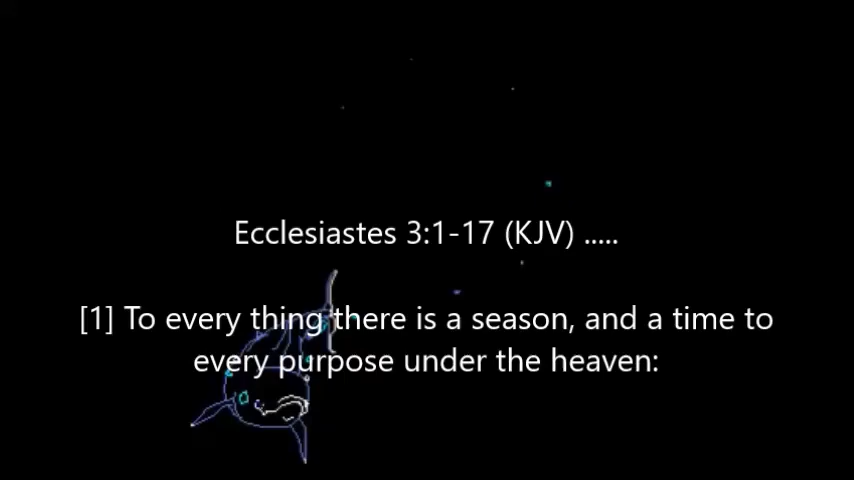 Ecclesiastes 3:1-17 (KJV) .....
[1] To every thing there is a season, and a time to
every purpose under the heaven: